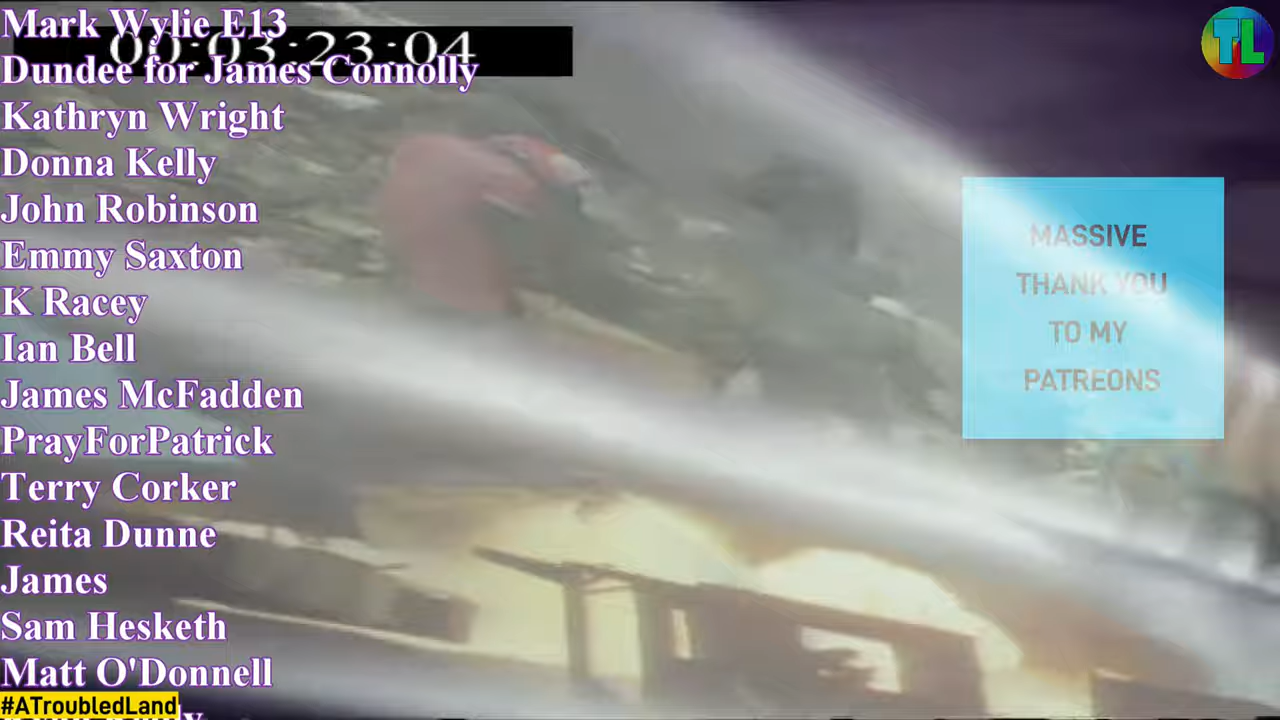 Mark Wylie E13
00:03:23:04
Dundee for James Connolly
Kathryn Wright
Donna Kelly
John Robinson
Emmy Saxton
K Racey
Ian Bell
James McFadden
PrayForPatrick
Terry Corker
Reita Dunne
James
Sam Hesketh
Matt O'Donnell
#ATroubledLand
TL
MASSIVE
THANK YOU
TO MY
PATREONS